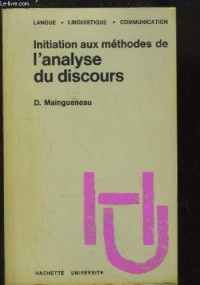 LANGUE • LINGUISTIQUE • COMMUNICATION
Initiation aux méthodes de
l'analyse
du discours
D. Maingueneau
HU
HACHETTE UNIVERSITÉ